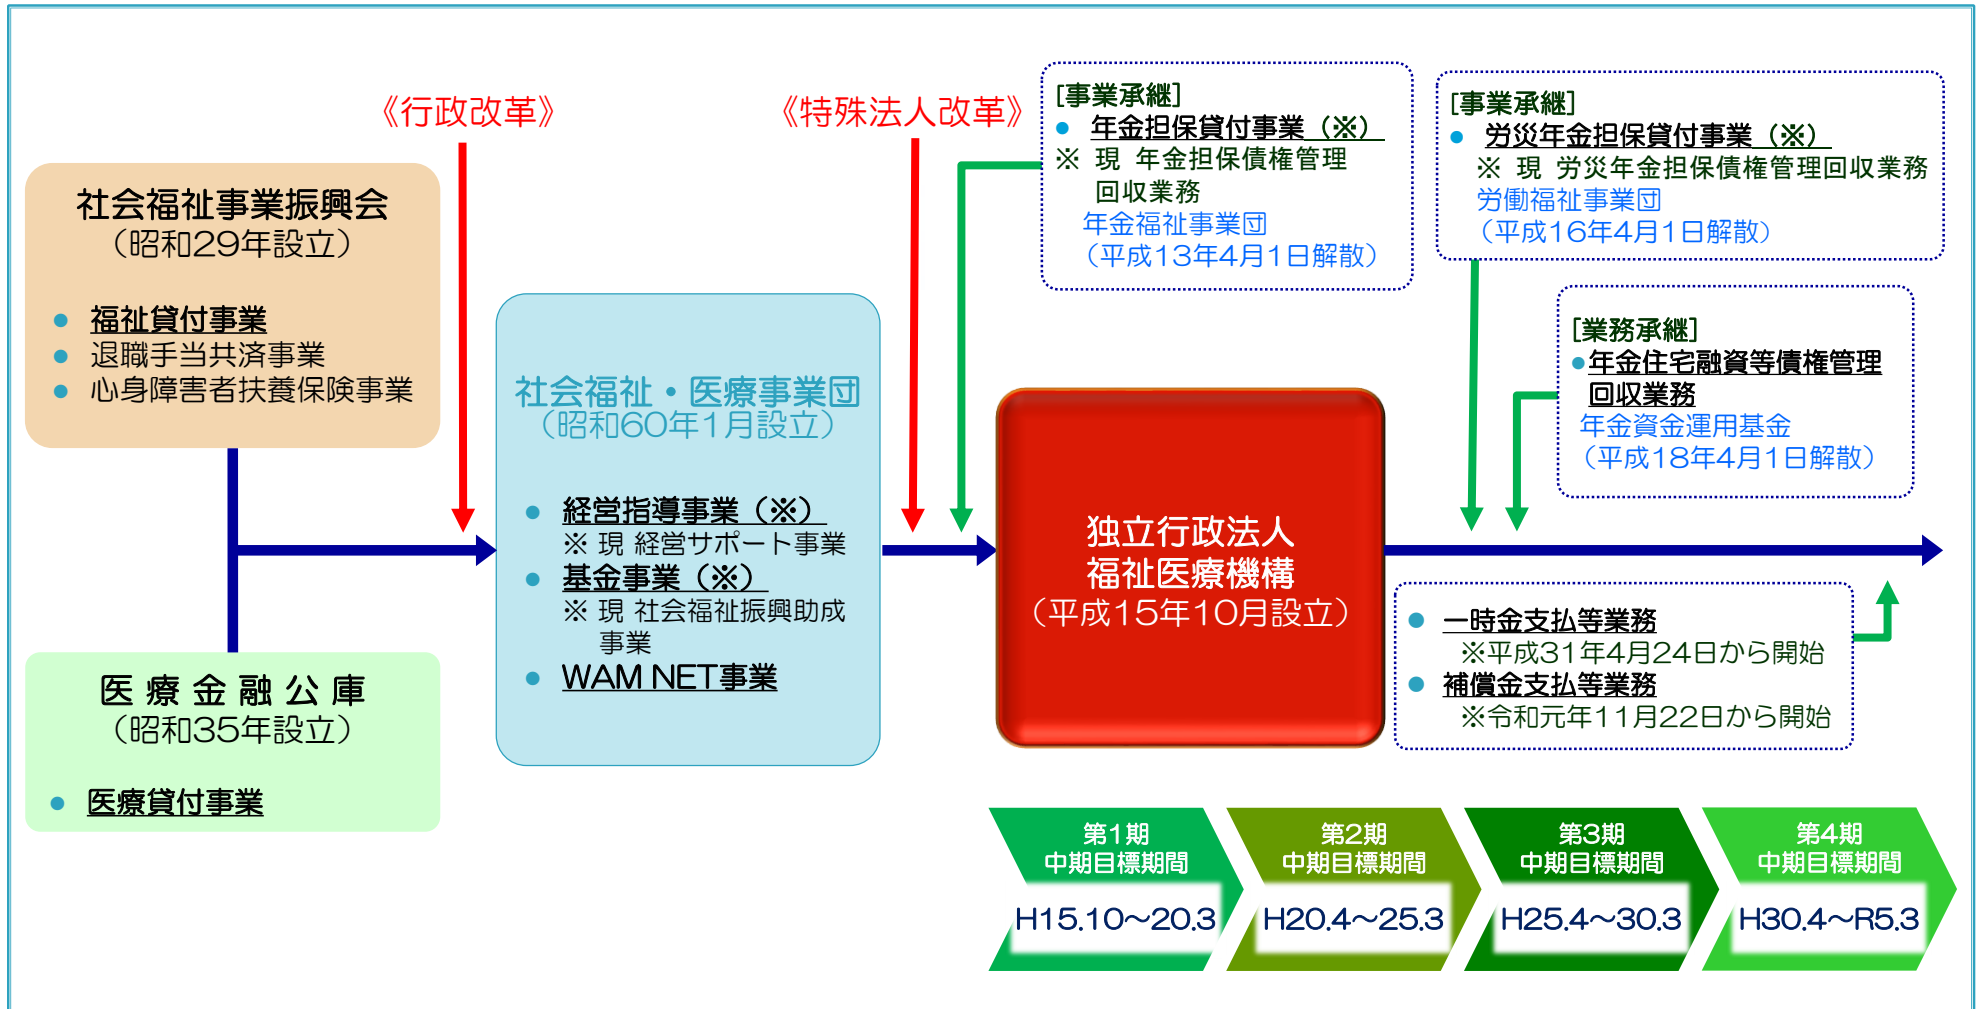 《行政改革》
《特殊法人改革》
社会福祉事業振興会
（昭和29年設立）
● 福祉貸付事業
● 退職手当共済事業
● 心身障害者扶養保険事業
医 療 金 融 公 庫
（昭和35年設立）
● 医療貸付事業
社会福祉・医療事業団
（昭和60年1月設立）
● 経営指導事業（※）
※ 現 経営サポート事業
● 基金事業（※）
※ 現 社会福祉振興助成
事業
● WAM NET事業
[事業承継]
● 年金担保貸付事業（※）
※ 現 年金担保債権管理
回収業務
年金福祉事業団
（平成13年4月1日解散）
独立行政法人
福祉医療機構
（平成15年10月設立）
[事業承継]
● 労災年金担保貸付事業（※）
※ 現 労災年金担保債権管理回収業務
労働福祉事業団
（平成16年4月1日解散）
[業務承継]
●年金住宅融資等債権管理
回収業務
年金資金運用基金
（平成18年4月1日解散）
● 一時金支払等業務
※平成31年4月24日から開始
● 補償金支払等業務
※令和元年11月22日から開始
第1期
中期目標期間
H15.10～20.3
第2期
中期目標期間
H20.4～25.3
第3期
中期目標期間
H25.4～30.3
第4期
中期目標期間
H30.4～R5.3